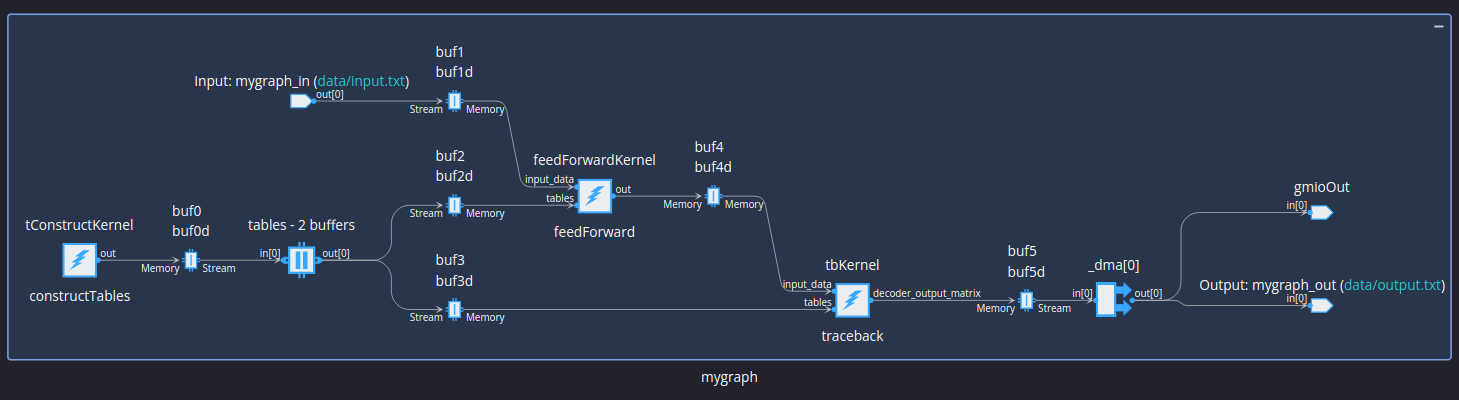 buf1
buf1d
Input: mygraph_in (data/input.txt)
out[0]
Stream
Memory
buf2
buf2d
Stream
Memory
feedForwardKernel
input_data
tables
out
feedForward
buf4
buf4d
Memory
Memory
gmioOut
in[0]
tConstructKernel
out
constructTables
buf0
buf0d
Memory
Stream
tables - 2 buffers
in[0]
out[0]
buf3
buf3d
Stream
Memory
tbKernel
input_data
tables
decoder_output_matrix
traceback
buf5
buf5d
Memory
Stream
_dma[0]
in[0]
out[0]
Output: mygraph_out (data/output.txt)
in[0]
mygraph